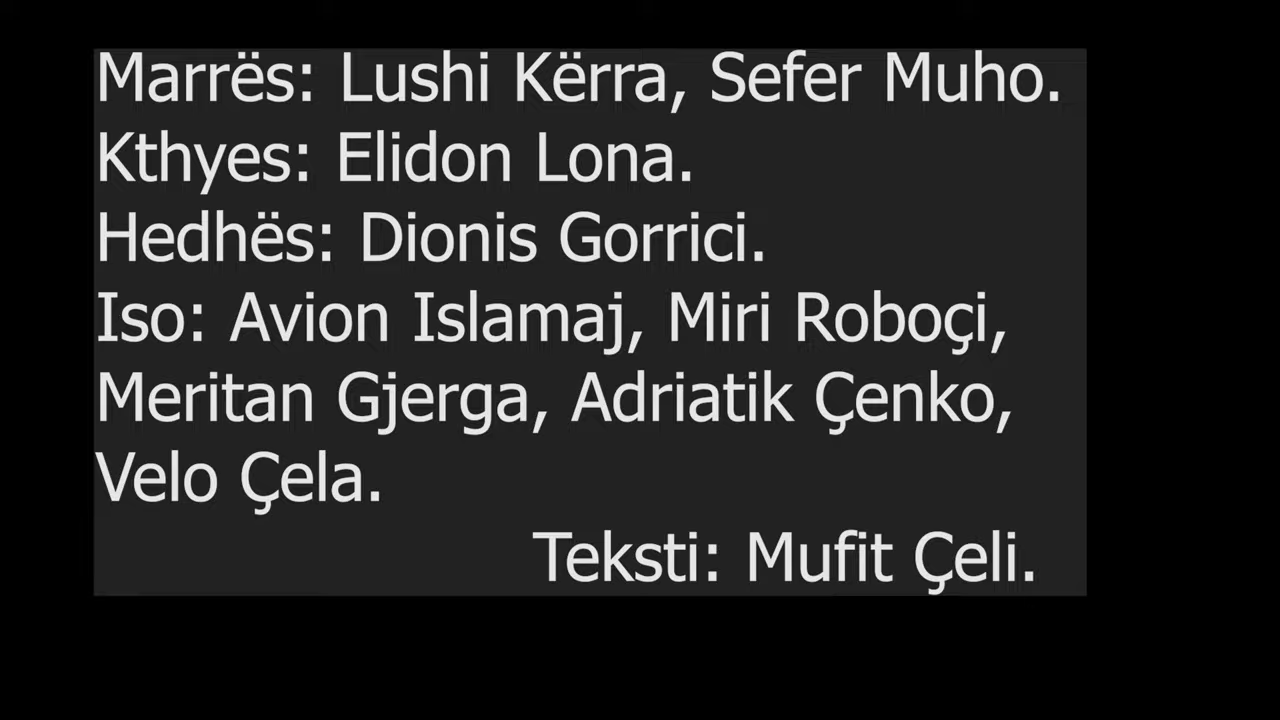 Marrës: Lushi Kërra, Sefer Muho.
Kthyes: Elidon Lona.
Hedhës: Dionis Gorrici.
Iso: Avion Islamaj, Miri Roboçi,
Meritan Gjerga, Adriatik Çenko,
Velo Çela.
Teksti: Mufit Çeli.